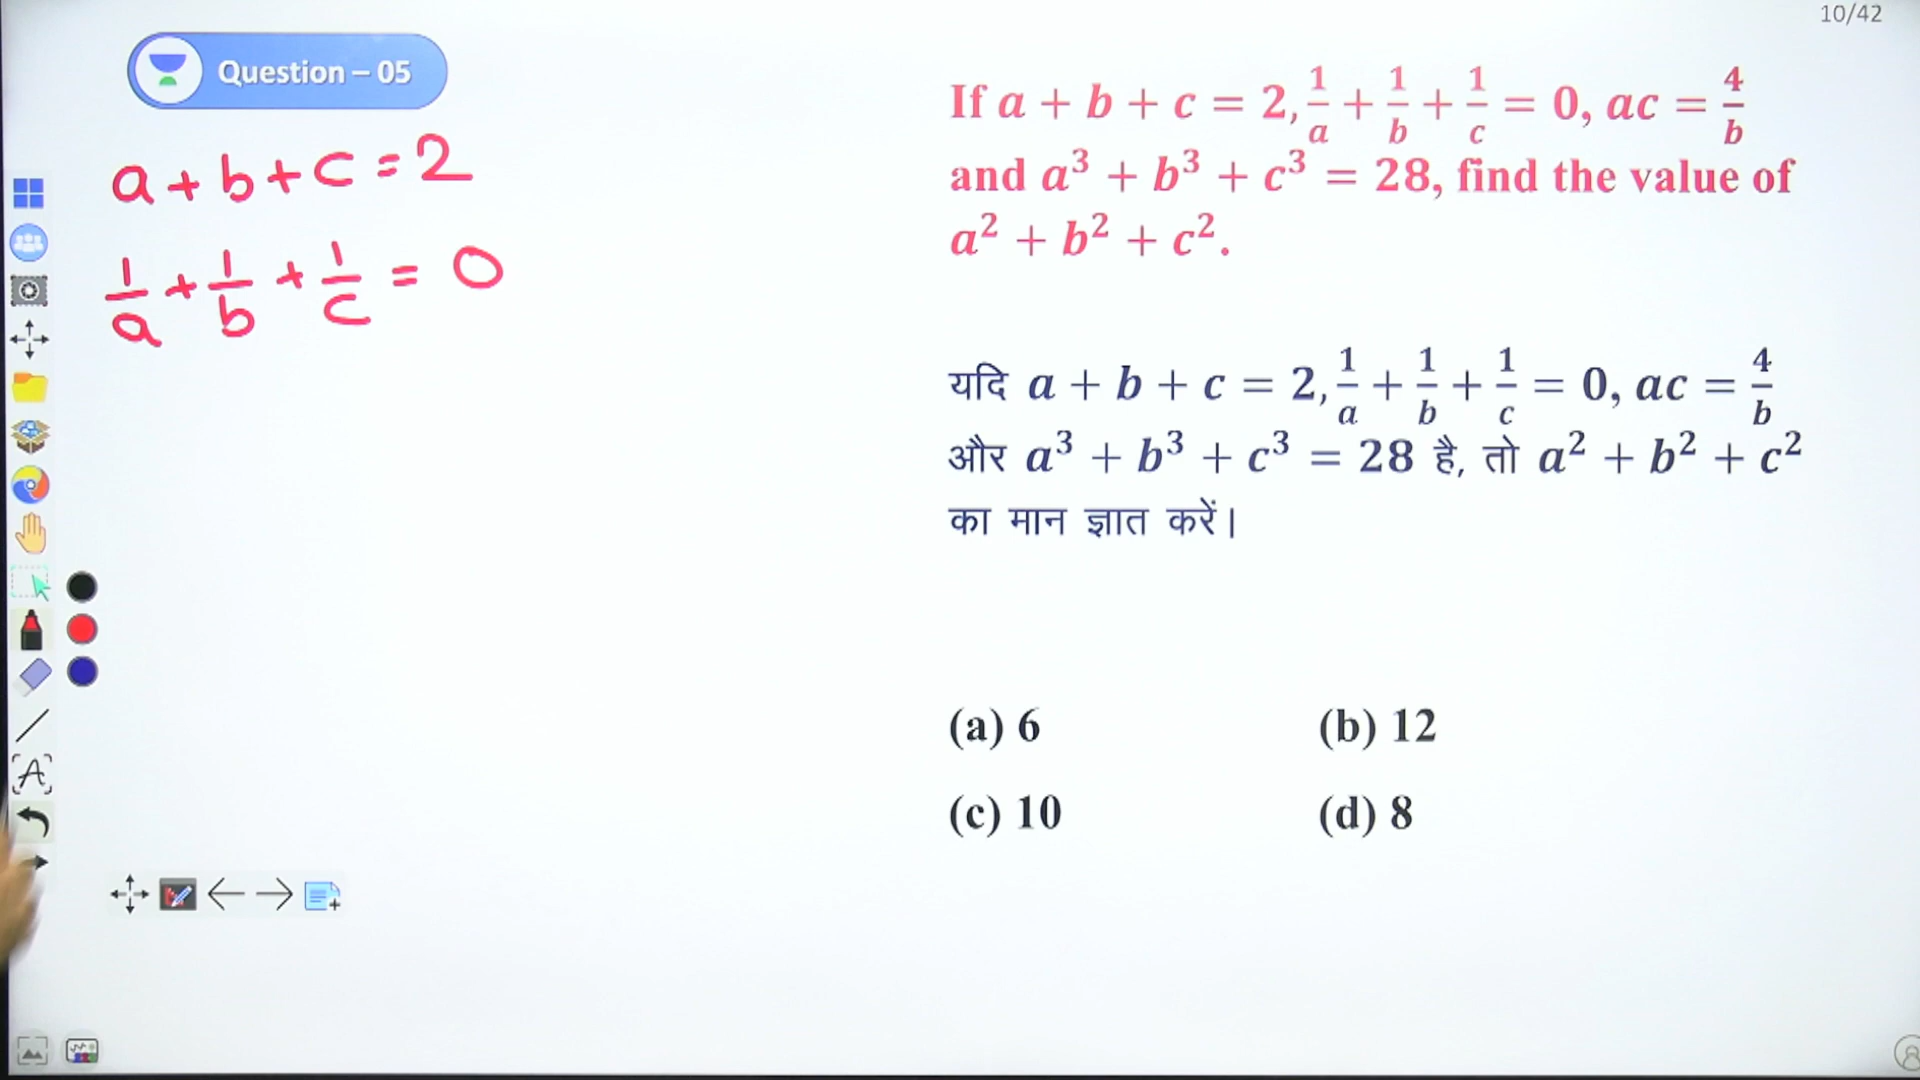 10/42
Question – 05
a + b + c = 2
1/a + 1/b + 1/c = 0
If a + b + c = 2, 1/a + 1/b + 1/c = 0, ac = 4/b
and a³ + b³ + c³ = 28, find the value of
a² + b² + c².
यदि a + b + c = 2, 1/a + 1/b + 1/c = 0, ac = 4/b
और a³ + b³ + c³ = 28 है, तो a² + b² + c²
का मान ज्ञात करें।
(a) 6 (b) 12
(c) 10 (d) 8